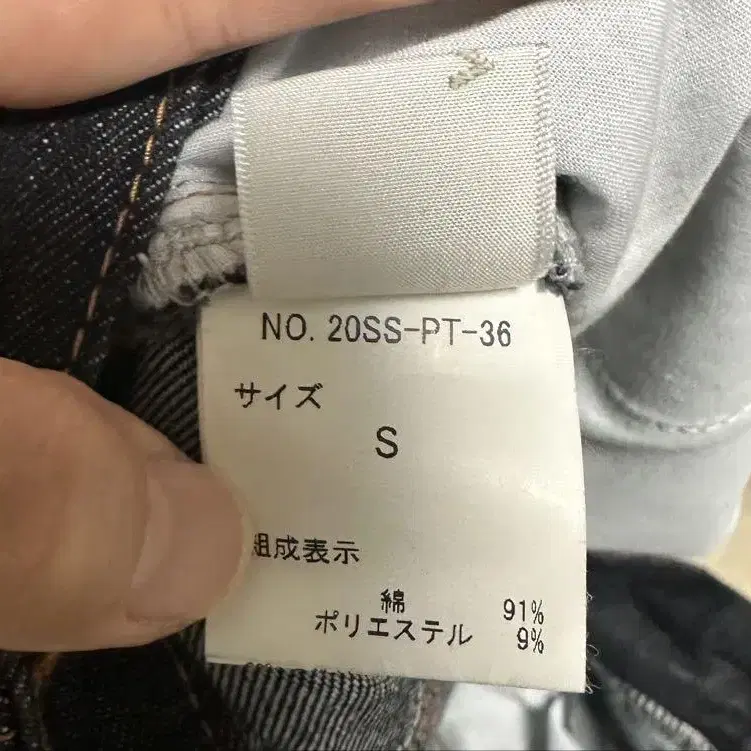 NO. 20SS-PT-36
サイズ
S
組成表示
綿 91%
ポリエステル 9%